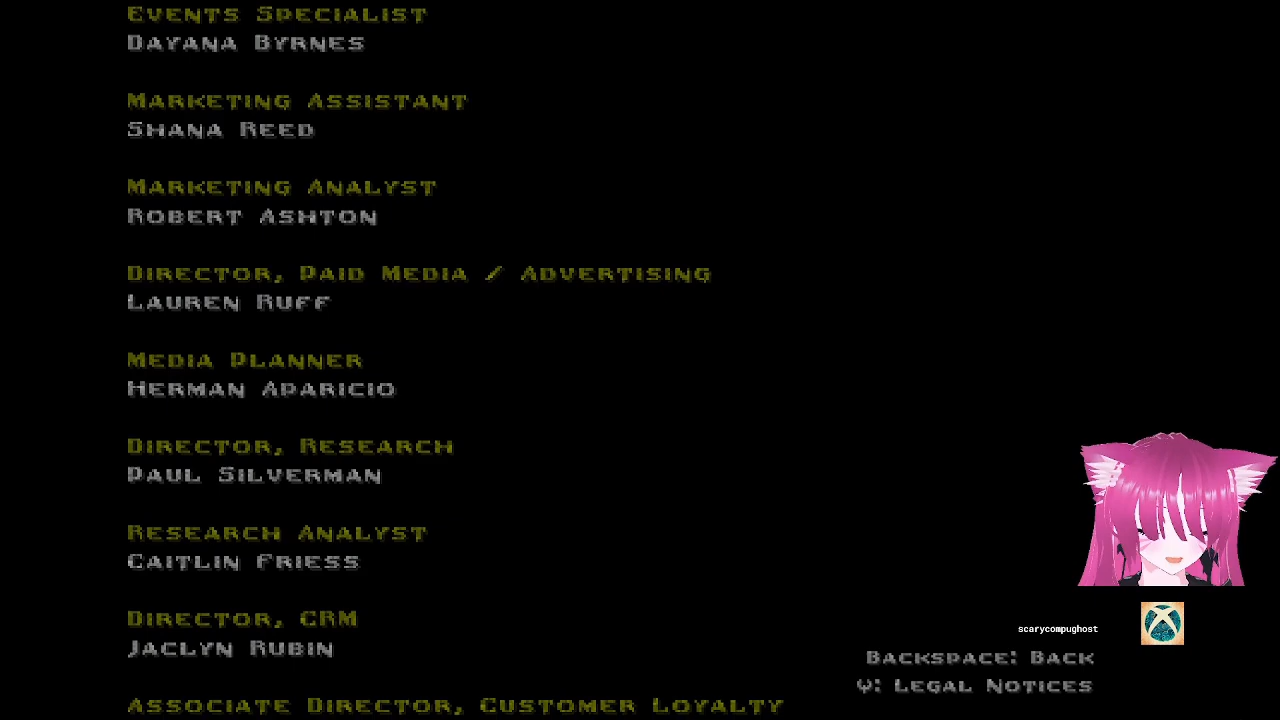 Events Specialist
Dayana Byrnes
Marketing Assistant
Shana Reed
Marketing Analyst
Robert Ashton
Director, Paid Media / Advertising
Lauren Ruff
Media Planner
Herman Aparicio
Director, Research
Paul Silverman
Research Analyst
Caitlin Friess
Director, CRM
Jaclyn Rubin
Associate Director, Customer Loyalty
scarycompughost
Backspace: Back
Y: Legal Notices